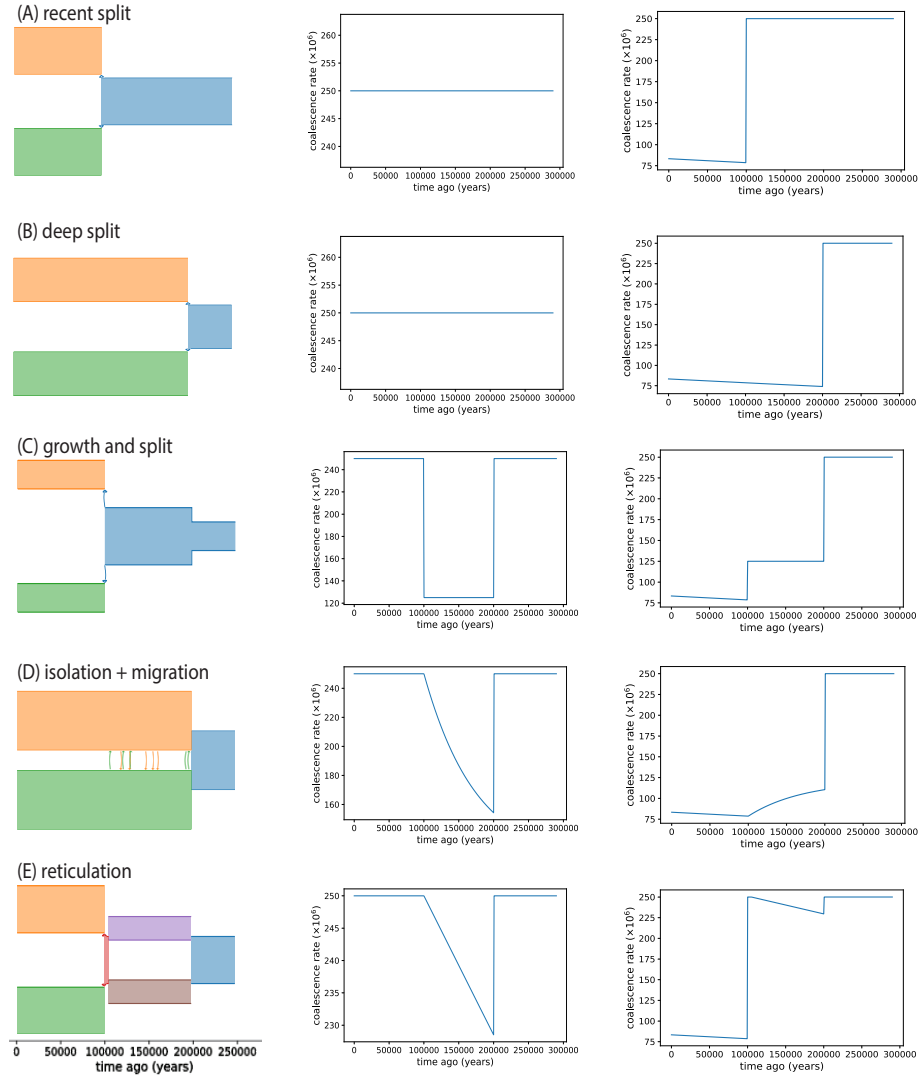 (A) recent split
coalescence rate (×10⁶)
260
255
250
245
240
0 50000 100000 150000 200000 250000 300000
time ago (years)
coalescence rate (×10⁶)
250
225
200
175
150
125
100
75
0 50000 100000 150000 200000 250000 300000
time ago (years)
(B) deep split
coalescence rate (×10⁶)
260
255
250
245
240
0 50000 100000 150000 200000 250000 300000
time ago (years)
coalescence rate (×10⁶)
250
225
200
175
150
125
100
75
0 50000 100000 150000 200000 250000 300000
time ago (years)
(C) growth and split
coalescence rate (×10⁶)
240
220
200
180
160
140
120
0 50000 100000 150000 200000 250000 300000
time ago (years)
coalescence rate (×10⁶)
250
225
200
175
150
125
100
75
0 50000 100000 150000 200000 250000 300000
time ago (years)
(D) isolation + migration
coalescence rate (×10⁶)
240
220
200
180
160
0 50000 100000 150000 200000 250000 300000
time ago (years)
coalescence rate (×10⁶)
250
225
200
175
150
125
100
75
0 50000 100000 150000 200000 250000 300000
time ago (years)
(E) reticulation
0 50000 100000 150000 200000 250000
time ago (years)
coalescence rate (×10⁶)
250
245
240
235
230
0 50000 100000 150000 200000 250000 300000
time ago (years)
coalescence rate (×10⁶)
250
225
200
175
150
125
100
75
0 50000 100000 150000 200000 250000 300000
time ago (years)